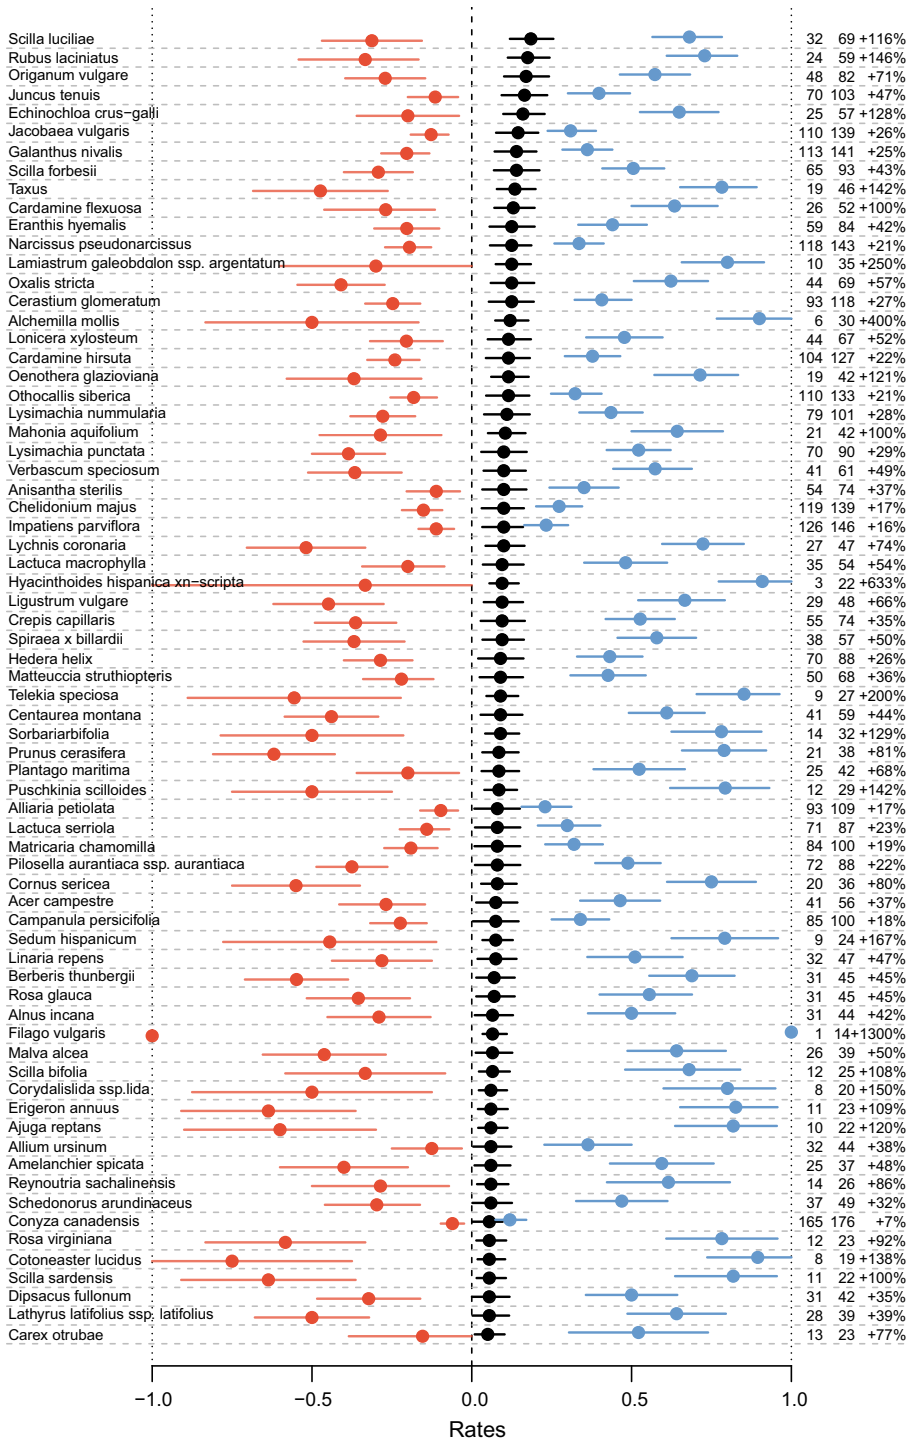 Scilla luciliae 32 69 +116%
Rubus laciniatus 24 59 +146%
Origanum vulgare 48 82 +71%
Juncus tenuis 70 103 +47%
Echinochloa crus−galli 25 57 +128%
Jacobaea vulgaris 110 139 +26%
Galanthus nivalis 113 141 +25%
Scilla forbesii 65 93 +43%
Taxus 19 46 +142%
Cardamine flexuosa 26 52 +100%
Eranthis hyemalis 59 84 +42%
Narcissus pseudonarcissus 118 143 +21%
Lamiastrum galeobdolon ssp. argentatum 10 35 +250%
Oxalis stricta 44 69 +57%
Cerastium glomeratum 93 118 +27%
Alchemilla mollis 6 30 +400%
Lonicera xylosteum 44 67 +52%
Cardamine hirsuta 104 127 +22%
Oenothera glazioviana 19 42 +121%
Othocallis siberica 110 133 +21%
Lysimachia nummularia 79 101 +28%
Mahonia aquifolium 21 42 +100%
Lysimachia punctata 70 90 +29%
Verbascum speciosum 41 61 +49%
Anisantha sterilis 54 74 +37%
Chelidonium majus 119 139 +17%
Impatiens parviflora 126 146 +16%
Lychnis coronaria 27 47 +74%
Lactuca macrophylla 35 54 +54%
Hyacinthoides hispanica xn−scripta 3 22 +633%
Ligustrum vulgare 29 48 +66%
Crepis capillaris 55 74 +35%
Spiraea x billardii 38 57 +50%
Hedera helix 70 88 +26%
Matteuccia struthiopteris 50 68 +36%
Telekia speciosa 9 27 +200%
Centaurea montana 41 59 +44%
Sorbariarbifolia 14 32 +129%
Prunus cerasifera 21 38 +81%
Plantago maritima 25 42 +68%
Puschkinia scilloides 12 29 +142%
Alliaria petiolata 93 109 +17%
Lactuca serriola 71 87 +23%
Matricaria chamomilla 84 100 +19%
Pilosella aurantiaca ssp. aurantiaca 72 88 +22%
Cornus sericea 20 36 +80%
Acer campestre 41 56 +37%
Campanula persicifolia 85 100 +18%
Sedum hispanicum 9 24 +167%
Linaria repens 32 47 +47%
Berberis thunbergii 31 45 +45%
Rosa glauca 31 45 +45%
Alnus incana 31 44 +42%
Filago vulgaris 1 14 +1300%
Malva alcea 26 39 +50%
Scilla bifolia 12 25 +108%
Corydalislida ssp.lida 8 20 +150%
Erigeron annuus 11 23 +109%
Ajuga reptans 10 22 +120%
Allium ursinum 32 44 +38%
Amelanchier spicata 25 37 +48%
Reynoutria sachalinensis 14 26 +86%
Schedonorus arundinaceus 37 49 +32%
Conyza canadensis 165 176 +7%
Rosa virginiana 12 23 +92%
Cotoneaster lucidus 8 19 +138%
Scilla sardensis 11 22 +100%
Dipsacus fullonum 31 42 +35%
Lathyrus latifolius ssp. latifolius 28 39 +39%
Carex otrubae 13 23 +77%
−1.0 −0.5 0.0 0.5 1.0
Rates